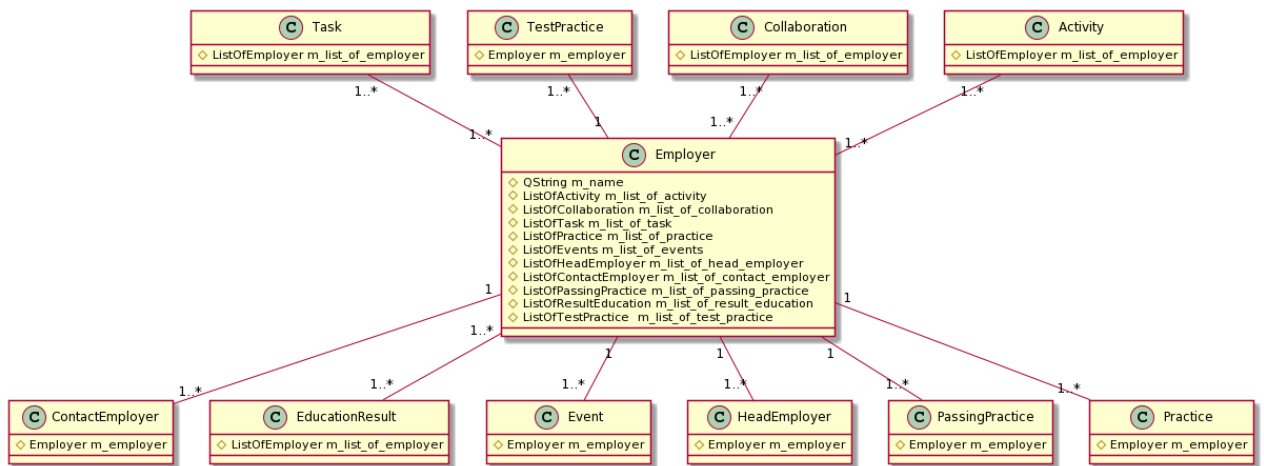 C Task
C TestPractice
C Collaboration
C Activity
ListOfEmployer m_list_of_employer
Employer m_employer
ListOfEmployer m_list_of_employer
ListOfEmployer m_list_of_employer
1..*
1..*
1..*
1..*
1..*
1
1..*
1..*
C Employer
QString m_name
ListOfActivity m_list_of_activity
ListOfCollaboration m_list_of_collaboration
ListOfTask m_list_of_task
ListOfPractice m_list_of_practice
ListOfEvents m_list_of_events
ListOfHeadEmployer m_list_of_head_employer
ListOfContactEmployer m_list_of_contact_employer
ListOfPassingPractice m_list_of_passing_practice
ListOfResultEducation m_list_of_result_education
ListOfTestPractice m_list_of_test_practice
1
1..*
1
1
1
1
1..*
1..*
1..*
1..*
1..*
1..*
C ContactEmployer
C EducationResult
C Event
C HeadEmployer
C PassingPractice
C Practice
Employer m_employer
ListOfEmployer m_list_of_employer
Employer m_employer
Employer m_employer
Employer m_employer
Employer m_employer